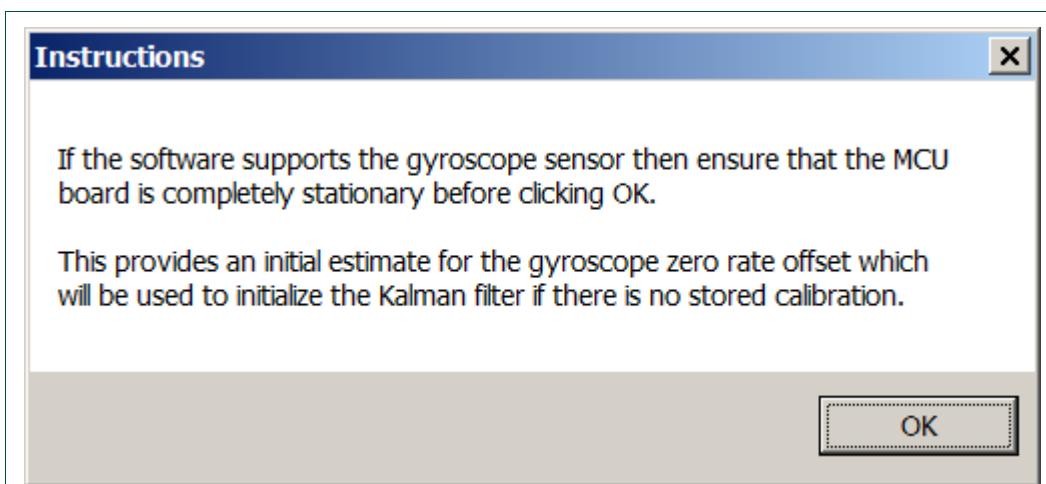 Instructions
If the software supports the gyroscope sensor then ensure that the MCU
board is completely stationary before clicking OK.
This provides an initial estimate for the gyroscope zero rate offset which
will be used to initialize the Kalman filter if there is no stored calibration.
OK